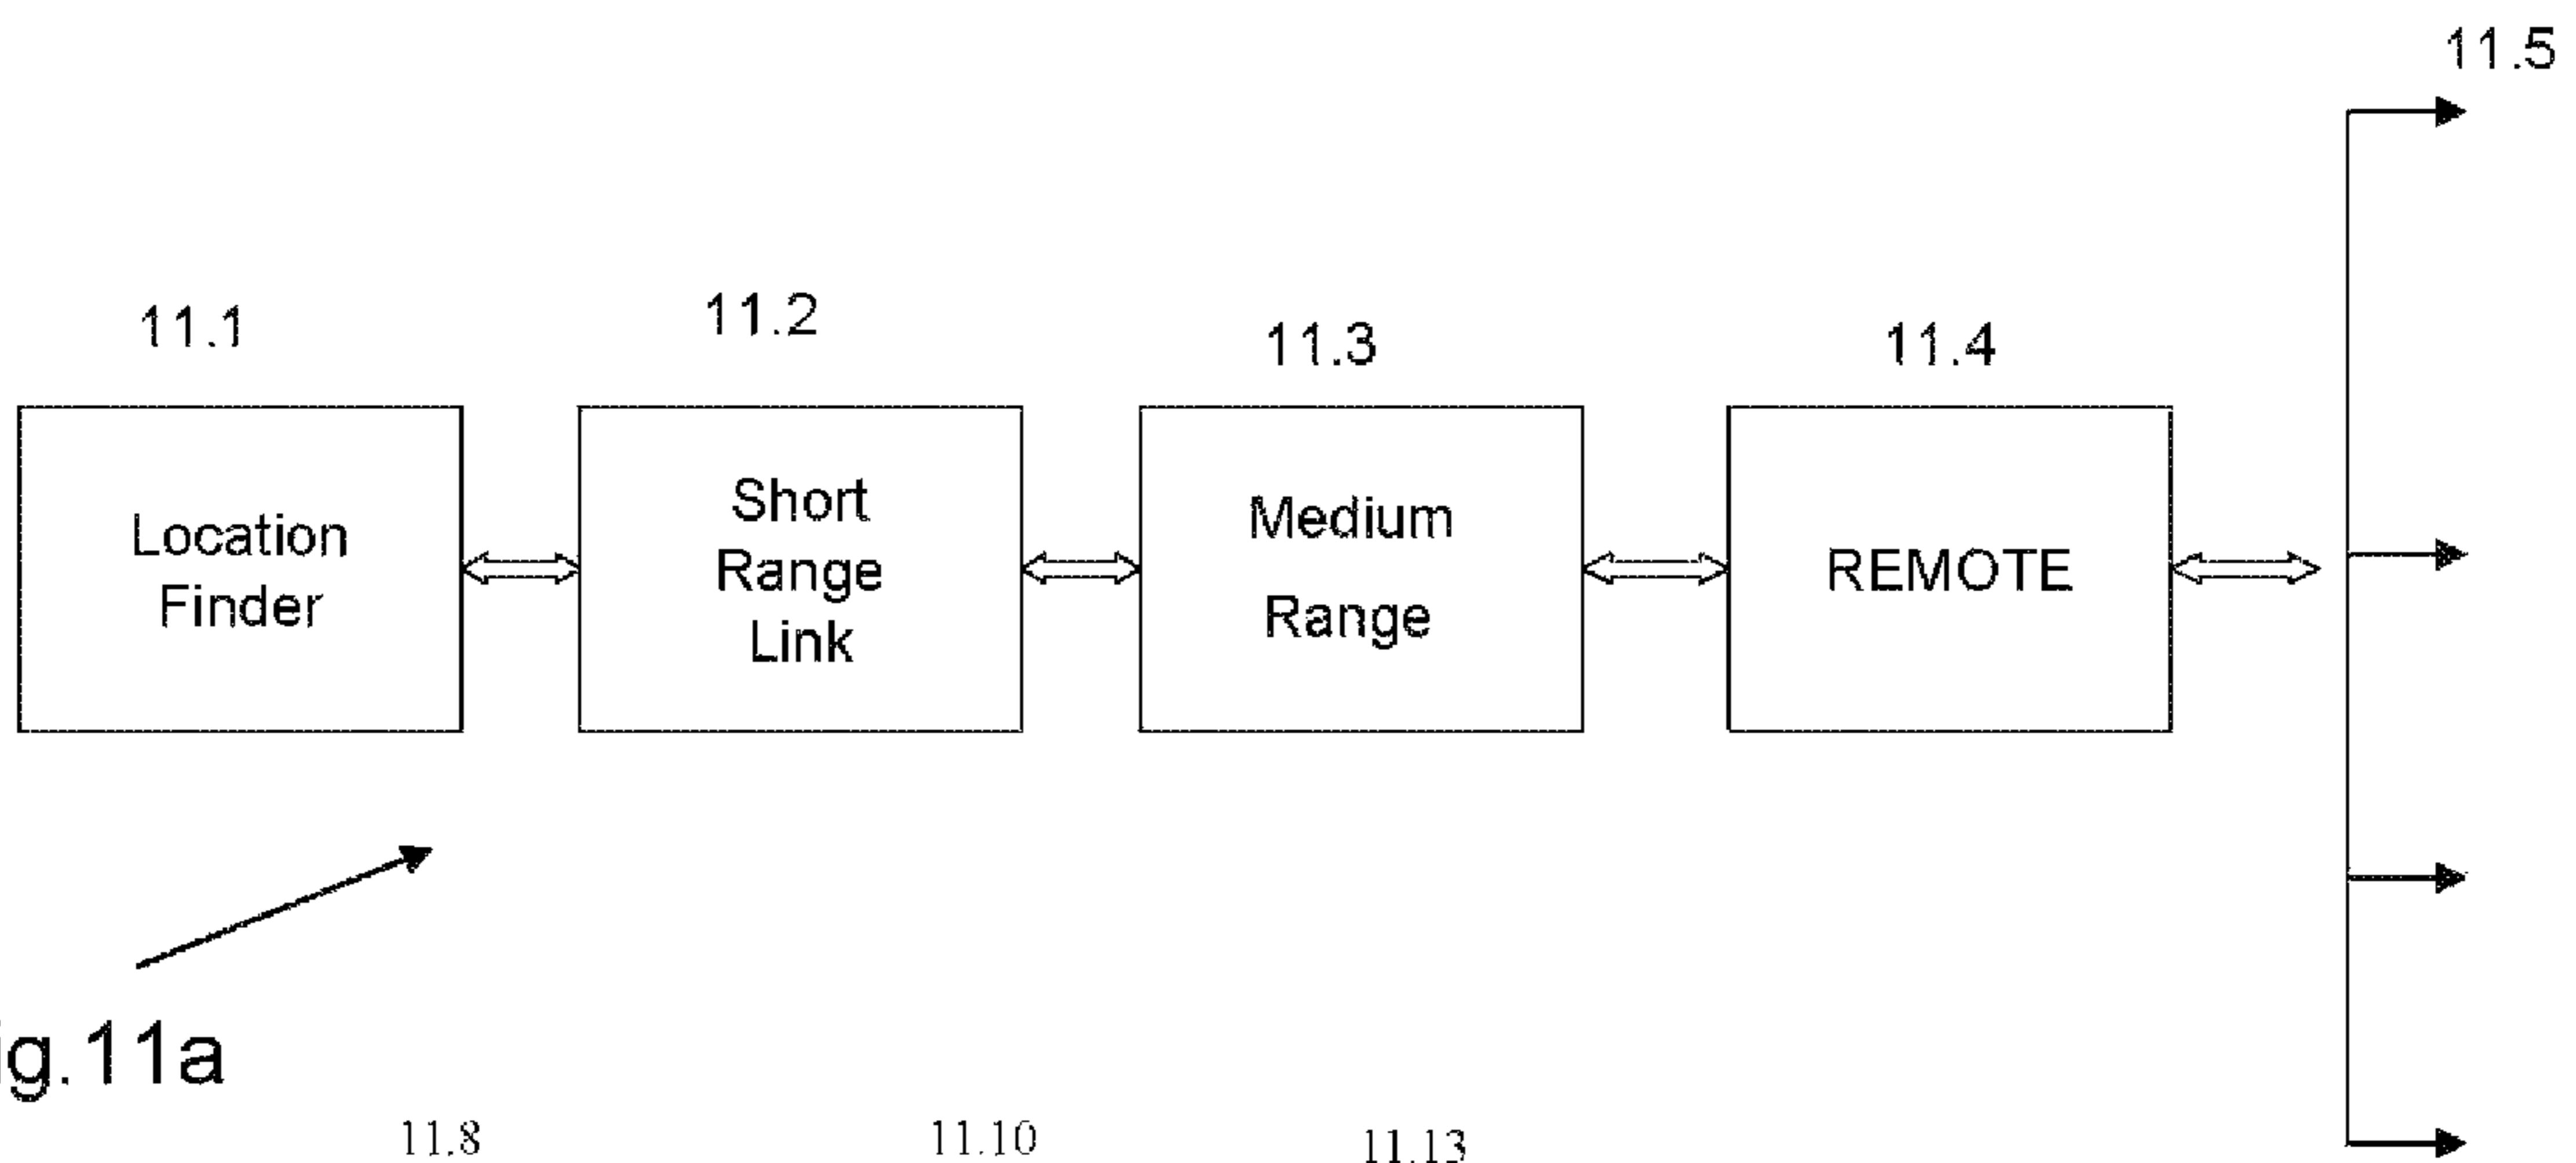 11.5
11.1
11.2
11.3
11.4
Location
Finder
Short
Range
Link
Medium
Range
REMOTE
ig.11a
11.8
11.10
11.13